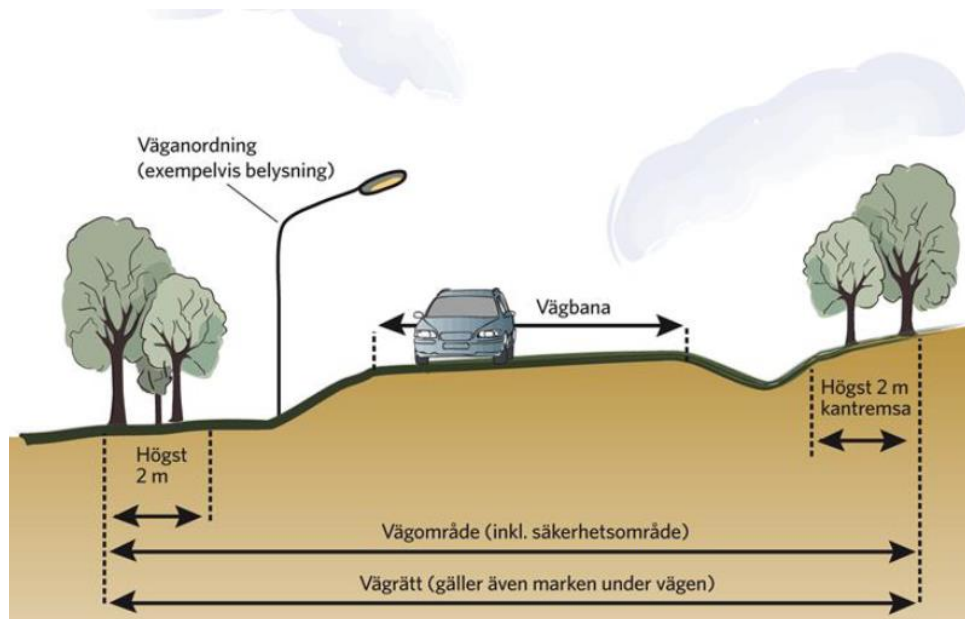 Väganordning
(exempelvis belysning)
Vägbana
Högst 2 m
kantremsa
Högst
2 m
Vägområde (inkl. säkerhetsområde)
Vägrätt (gäller även marken under vägen)